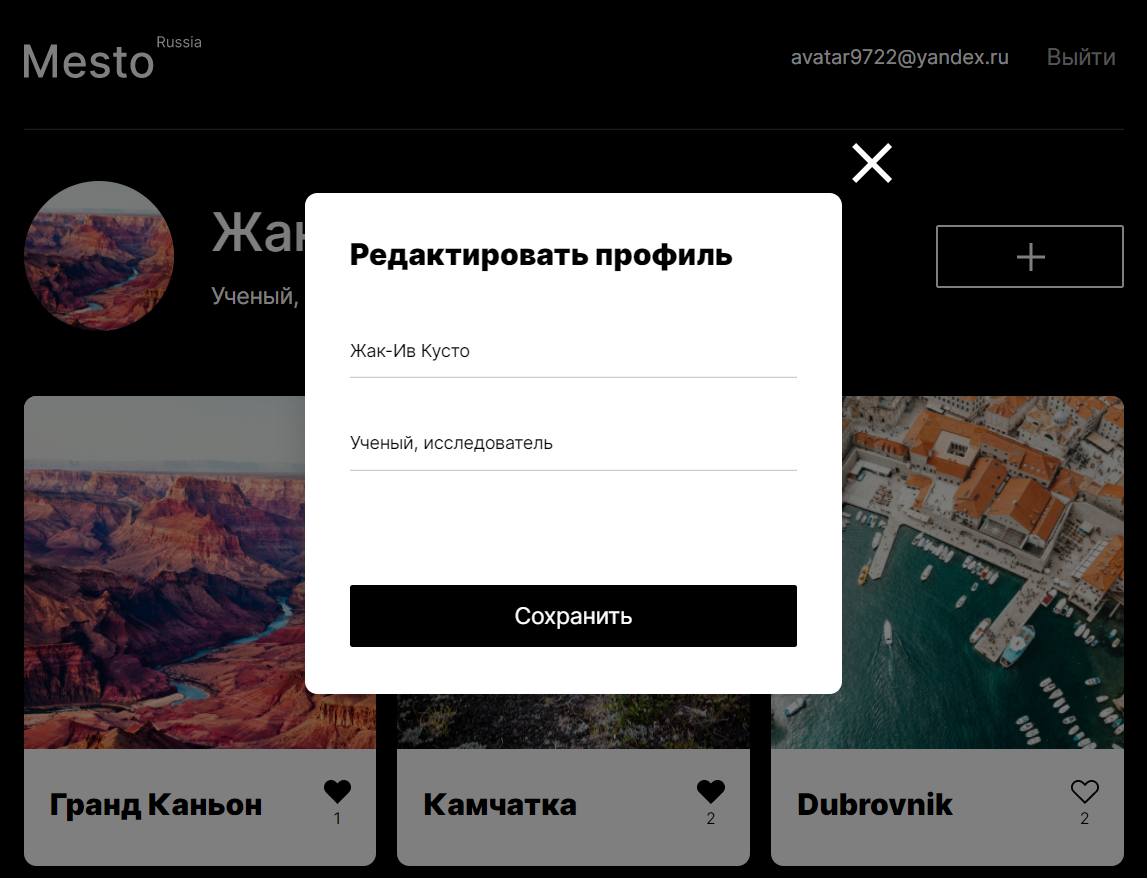 Mesto Russia
avatar9722@yandex.ru Выйти
Ученый,
Редактировать профиль
Жак-Ив Кусто
Ученый, исследователь
Сохранить
Гранд Каньон
1
Камчатка
2
Dubrovnik
2